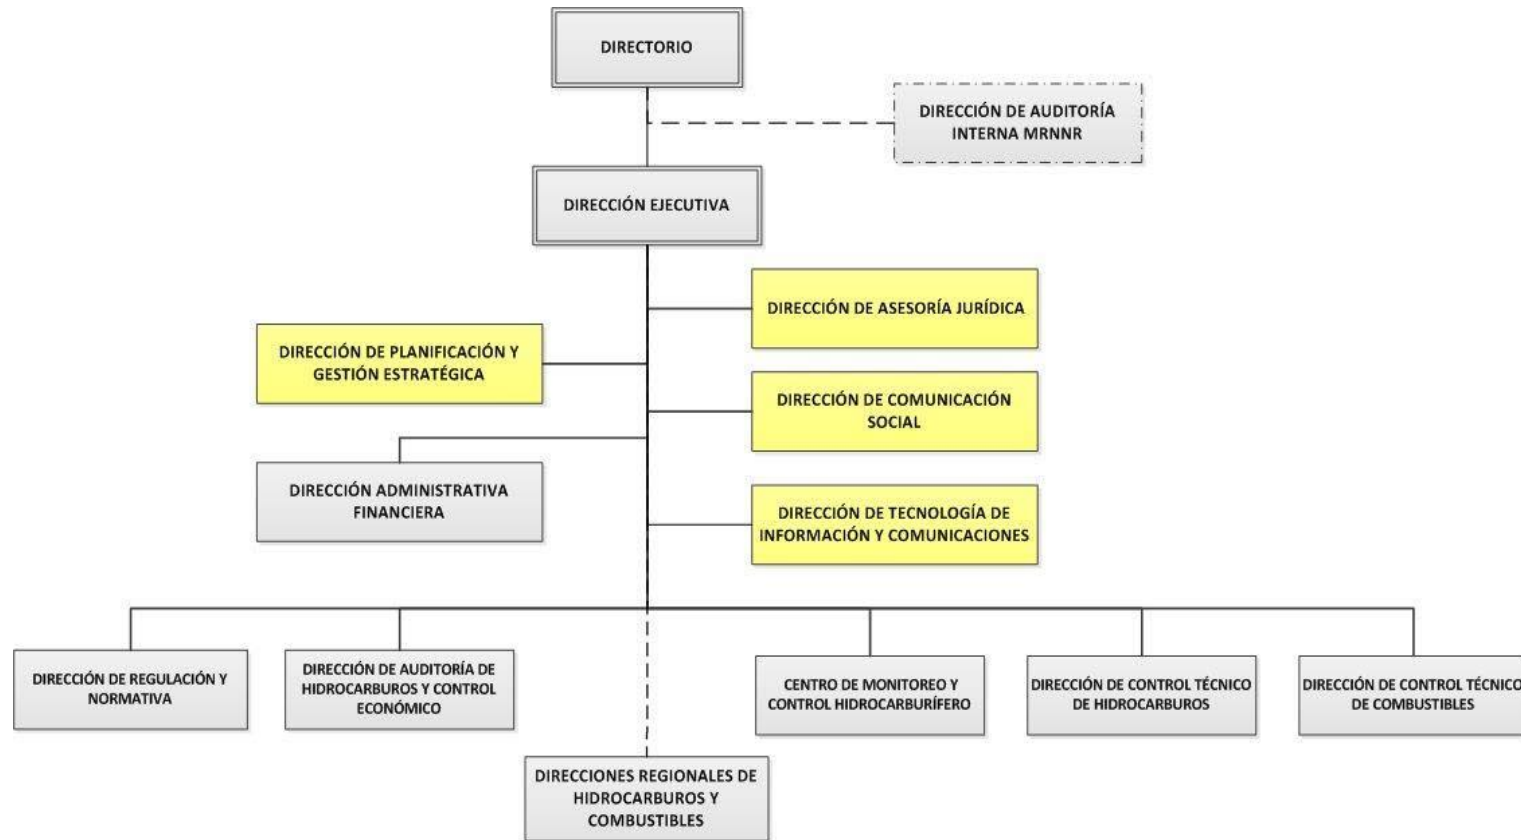 DIRECTORIO
DIRECCIÓN DE AUDITORÍA
INTERNA MRNNR
DIRECCIÓN EJECUTIVA
DIRECCIÓN DE ASESORÍA JURÍDICA
DIRECCIÓN DE PLANIFICACIÓN Y
GESTIÓN ESTRATÉGICA
DIRECCIÓN DE COMUNICACIÓN
SOCIAL
DIRECCIÓN ADMINISTRATIVA
FINANCIERA
DIRECCIÓN DE TECNOLOGÍA DE
INFORMACIÓN Y COMUNICACIONES
DIRECCIÓN DE REGULACIÓN Y
NORMATIVA
DIRECCIÓN DE AUDITORÍA DE
HIDROCARBUROS Y CONTROL
ECONÓMICO
CENTRO DE MONITOREO Y
CONTROL HIDROCARBURÍFERO
DIRECCIÓN DE CONTROL TÉCNICO
DE HIDROCARBUROS
DIRECCIÓN DE CONTROL TÉCNICO
DE COMBUSTIBLES
DIRECCIONES REGIONALES DE
HIDROCARBUROS Y
COMBUSTIBLES